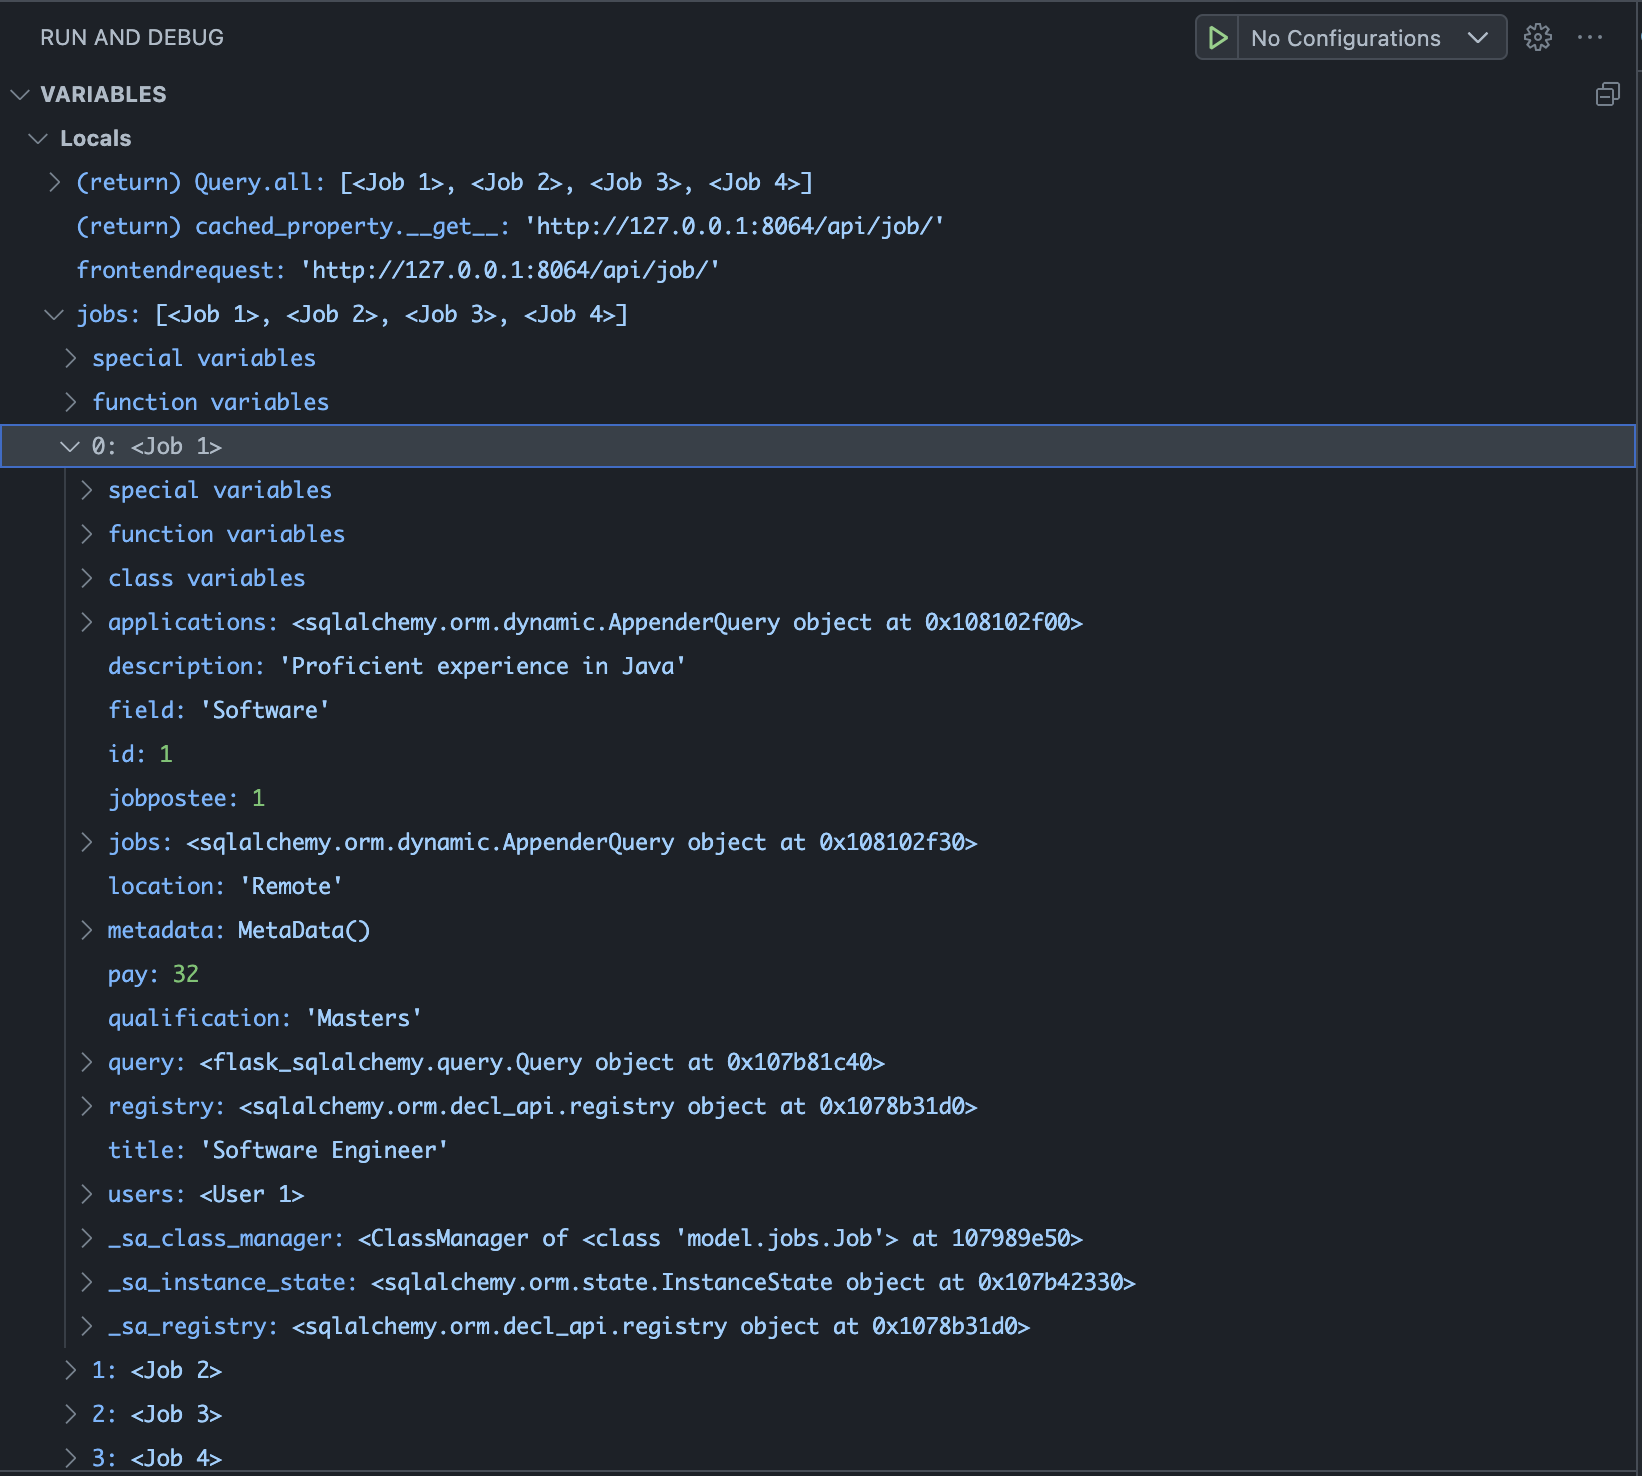 RUN AND DEBUG
No Configurations
VARIABLES
Locals
(return) Query.all: [<Job 1>, <Job 2>, <Job 3>, <Job 4>]
(return) cached_property.__get__: 'http://127.0.0.1:8064/api/job/'
frontendrequest: 'http://127.0.0.1:8064/api/job/'
jobs: [<Job 1>, <Job 2>, <Job 3>, <Job 4>]
special variables
function variables
0: <Job 1>
special variables
function variables
class variables
applications: <sqlalchemy.orm.dynamic.AppenderQuery object at 0x108102f00>
description: 'Proficient experience in Java'
field: 'Software'
id: 1
jobpostee: 1
jobs: <sqlalchemy.orm.dynamic.AppenderQuery object at 0x108102f30>
location: 'Remote'
metadata: MetaData()
pay: 32
qualification: 'Masters'
query: <flask_sqlalchemy.query.Query object at 0x107b81c40>
registry: <sqlalchemy.orm.decl_api.registry object at 0x1078b31d0>
title: 'Software Engineer'
users: <User 1>
_sa_class_manager: <ClassManager of <class 'model.jobs.Job'> at 107989e50>
_sa_instance_state: <sqlalchemy.orm.state.InstanceState object at 0x107b42330>
_sa_registry: <sqlalchemy.orm.decl_api.registry object at 0x1078b31d0>
1: <Job 2>
2: <Job 3>
3: <Job 4>